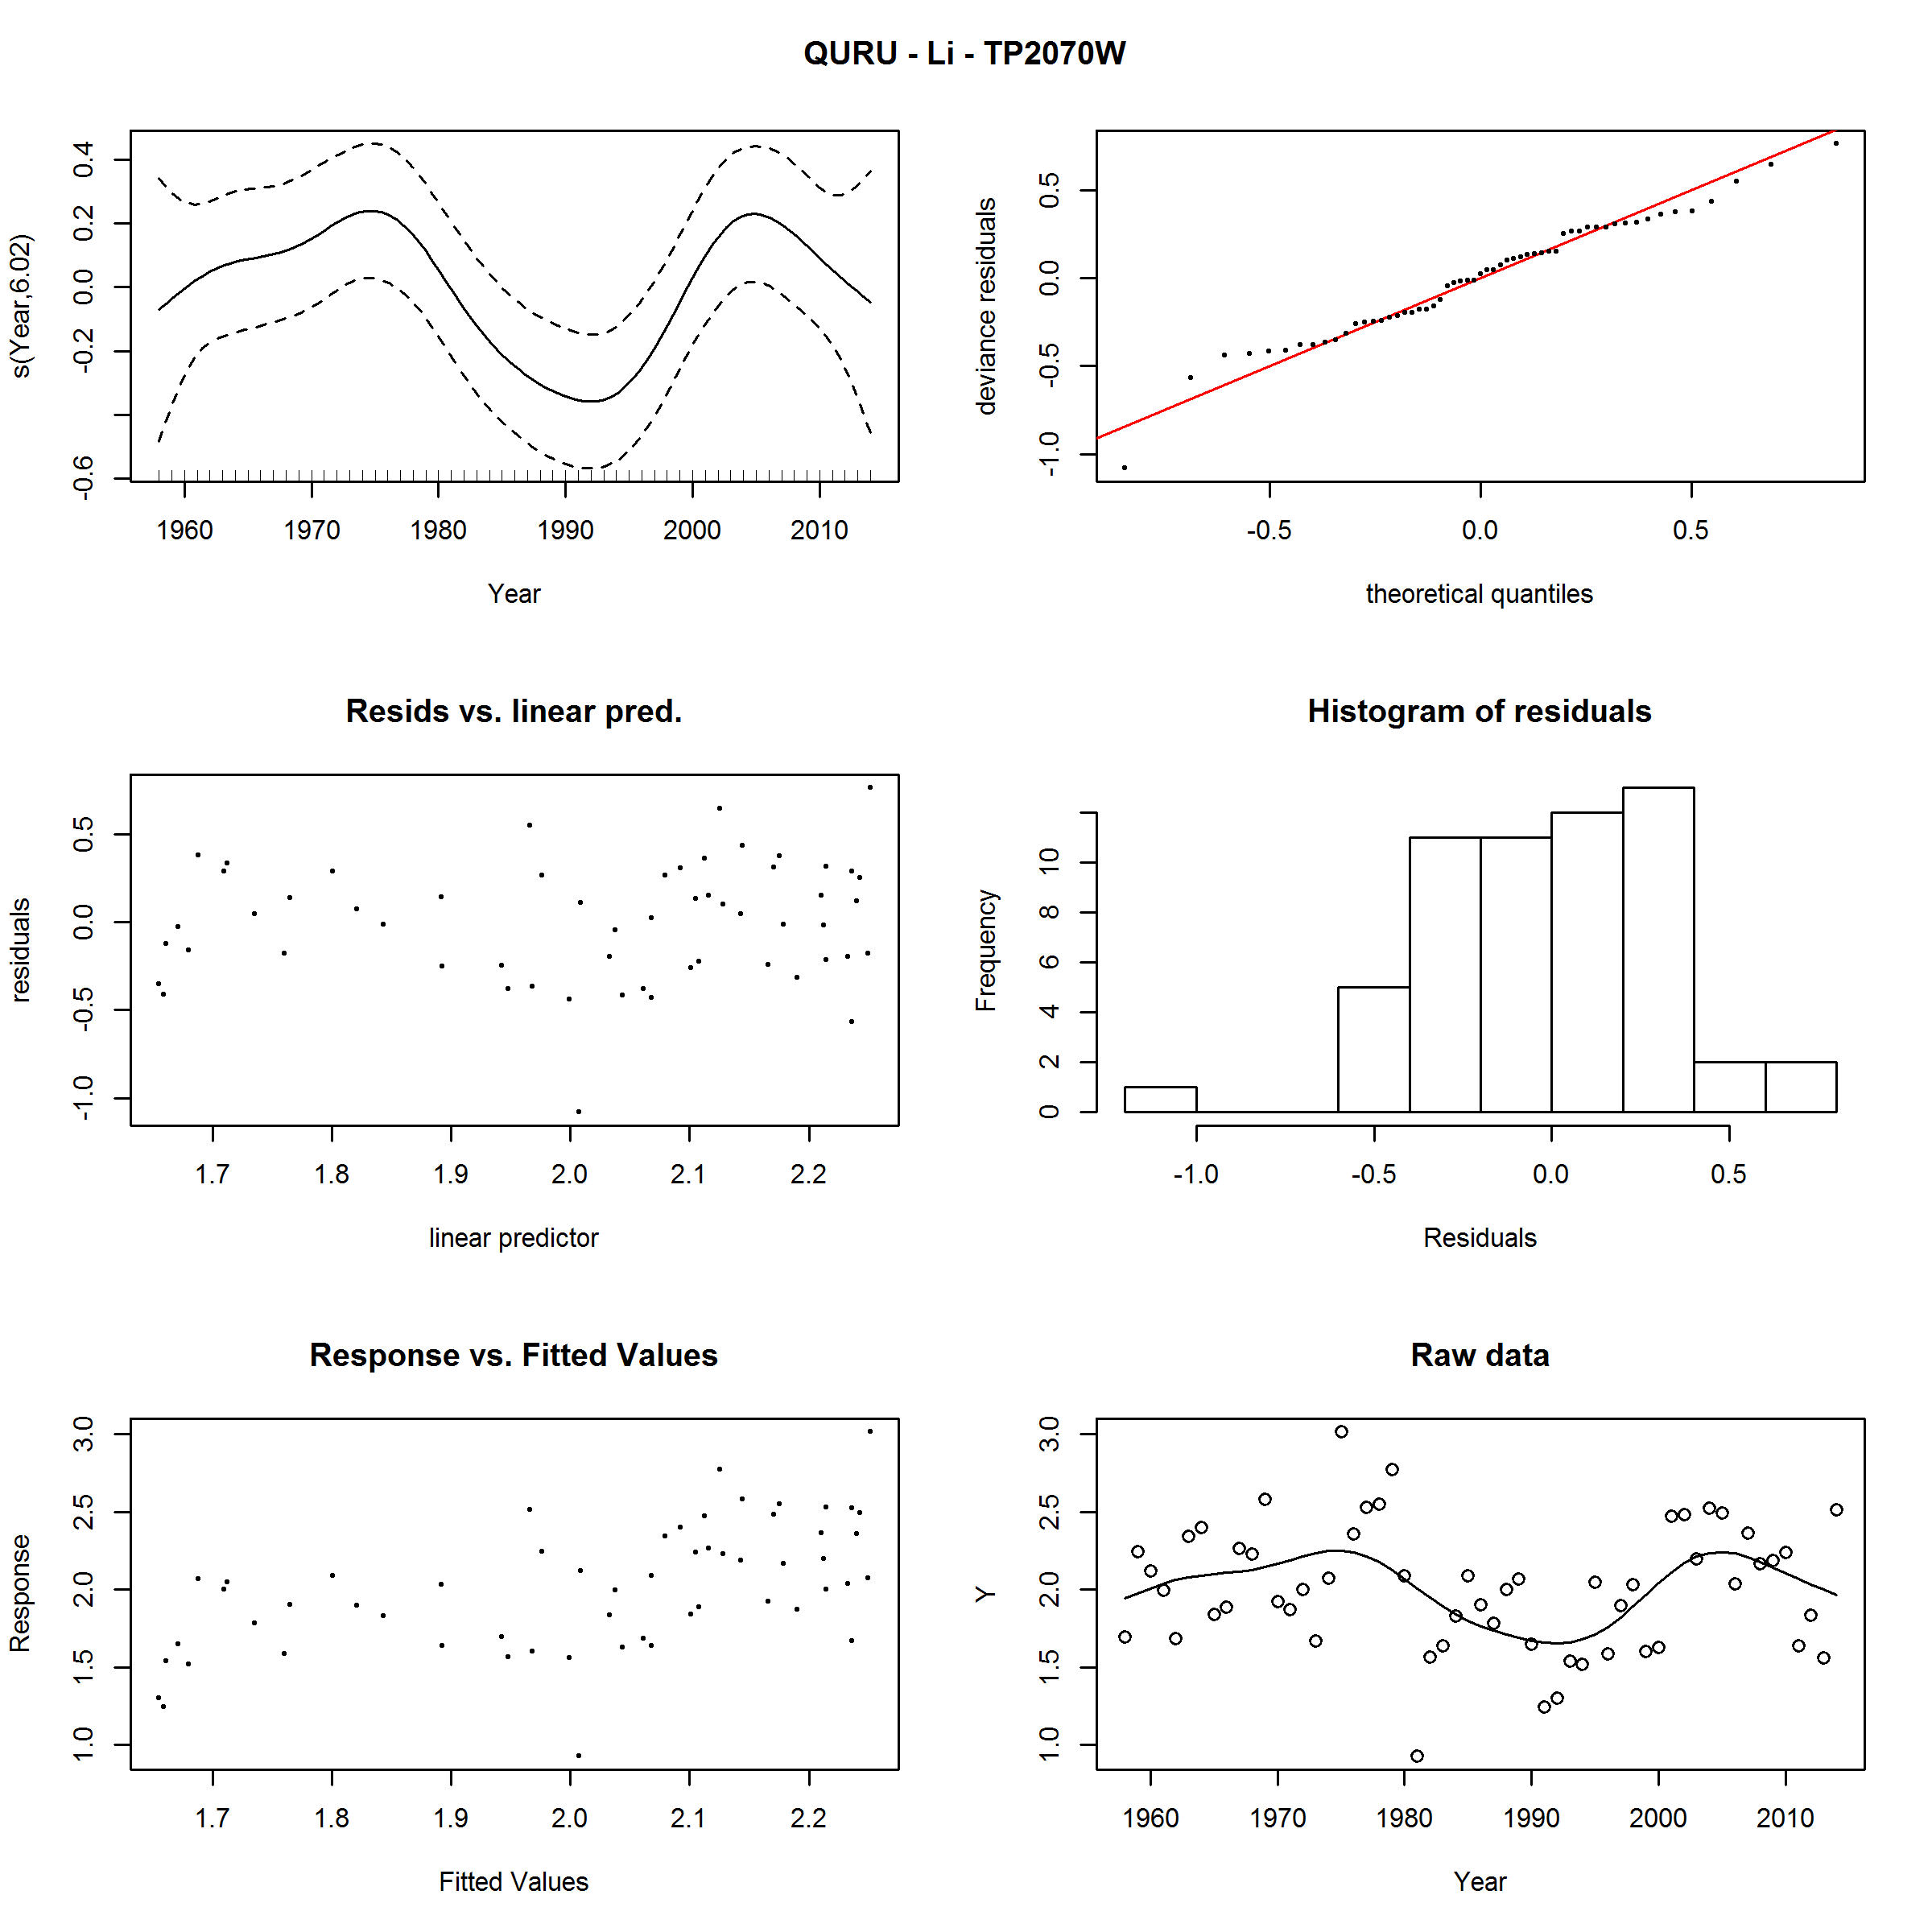 QURU - Li - TP2070W
s(Year,6.02)
0.4
0.2
0.0
-0.2
-0.6
1960 1970 1980 1990 2000 2010
Year
deviance residuals
0.5
0.0
-0.5
-1.0
-0.5 0.0 0.5
theoretical quantiles
Resids vs. linear pred.
residuals
0.5
0.0
-0.5
-1.0
1.7 1.8 1.9 2.0 2.1 2.2
linear predictor
Histogram of residuals
Frequency
10
8
6
4
2
0
-1.0 -0.5 0.0 0.5
Residuals
Response vs. Fitted Values
Response
3.0
2.5
2.0
1.5
1.0
1.7 1.8 1.9 2.0 2.1 2.2
Fitted Values
Raw data
Y
3.0
2.5
2.0
1.5
1.0
1960 1970 1980 1990 2000 2010
Year